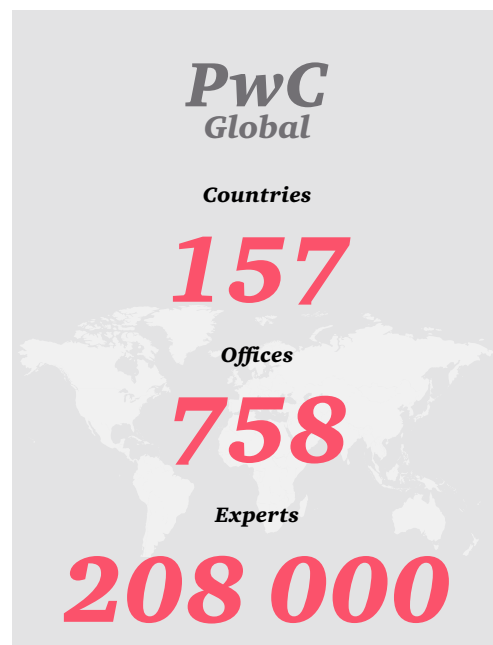 PwC
Global
Countries
157
Offices
758
Experts
208 000